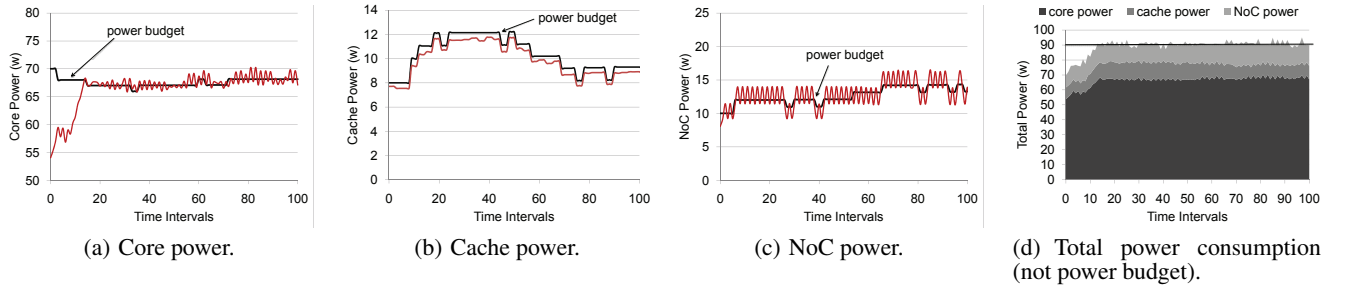 80
75
70
65
60
55
50
Core Power (w)
power budget
0 20 40 60 80 100
Time Intervals
(a) Core power.
14
12
10
8
6
4
2
0
Cache Power (w)
power budget
0 20 40 60 80 100
Time Intervals
(b) Cache power.
25
20
15
10
5
0
NoC Power (w)
power budget
0 20 40 60 80 100
Time Intervals
(c) NoC power.
core power cache power NoC power
100
90
80
70
60
50
40
30
20
10
0
Total Power (w)
0 20 40 60 80 100
Time Intervals
(d) Total power consumption
(not power budget).